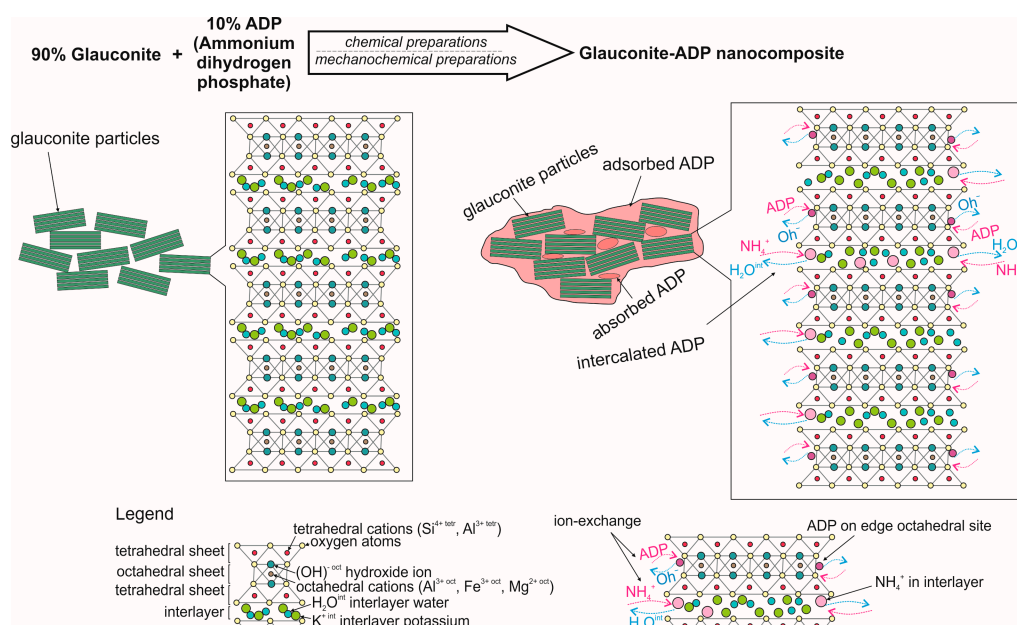 90% Glauconite + 10% ADP
(Ammonium
dihydrogen
phosphate)
chemical preparations
mechanochemical preparations
Glauconite-ADP nanocomposite
glauconite particles
glauconite particles
adsorbed ADP
absorbed ADP
intercalated ADP
ADP
Oh⁻
NH₄⁺
H₂Oⁱⁿᵗ
Oh⁻
ADP
H₂O
NH
Legend
tetrahedral sheet
octahedral sheet
tetrahedral sheet
interlayer
tetrahedral cations (Si⁴⁺ ᵗᵉᵗʳ, Al³⁺ ᵗᵉᵗʳ)
oxygen atoms
(OH)⁻ ᵒᶜᵗ hydroxide ion
octahedral cations (Al³⁺ ᵒᶜᵗ, Fe³⁺ ᵒᶜᵗ, Mg²⁺ ᵒᶜᵗ)
H₂Oⁱⁿᵗ interlayer water
K⁺ ⁱⁿᵗ interlayer potassium
ion-exchange
ADP
Oh⁻
NH₄⁺
H₂Oⁱⁿᵗ
ADP on edge octahedral site
NH₄⁺ in interlayer